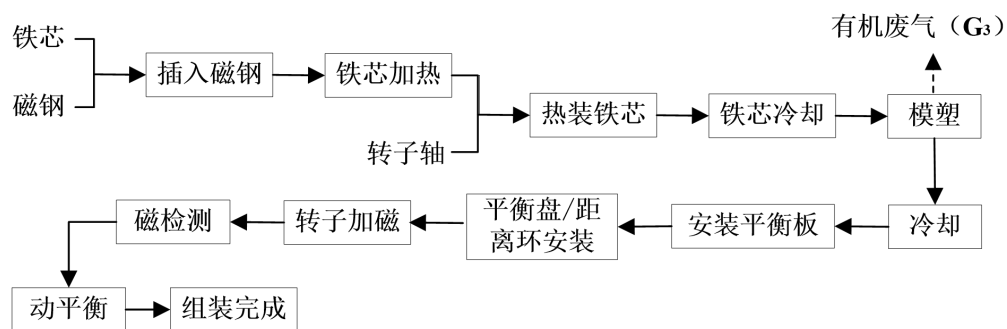 有机废气（G₃）
铁芯
磁钢
插入磁钢
铁芯加热
转子轴
热装铁芯
铁芯冷却
模塑
冷却
安装平衡板
平衡盘/距
离环安装
转子加磁
磁检测
动平衡
组装完成